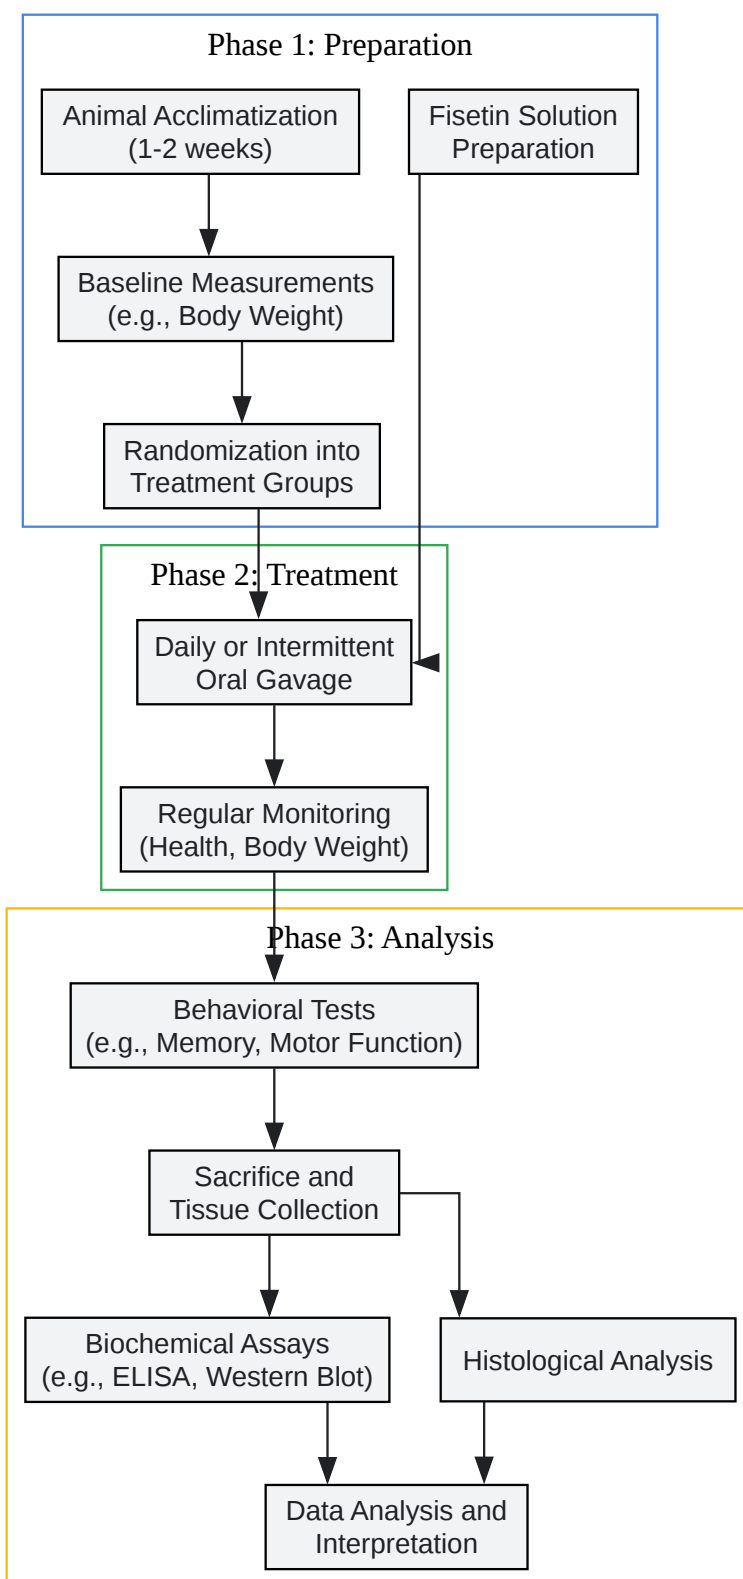 Phase 1: Preparation
Animal Acclimatization
(1-2 weeks)
Fisetin Solution
Preparation
Baseline Measurements
(e.g., Body Weight)
Randomization into
Treatment Groups
Phase 2: Treatment
Daily or Intermittent
Oral Gavage
Regular Monitoring
(Health, Body Weight)
Phase 3: Analysis
Behavioral Tests
(e.g., Memory, Motor Function)
Sacrifice and
Tissue Collection
Biochemical Assays
(e.g., ELISA, Western Blot)
Histological Analysis
Data Analysis and
Interpretation